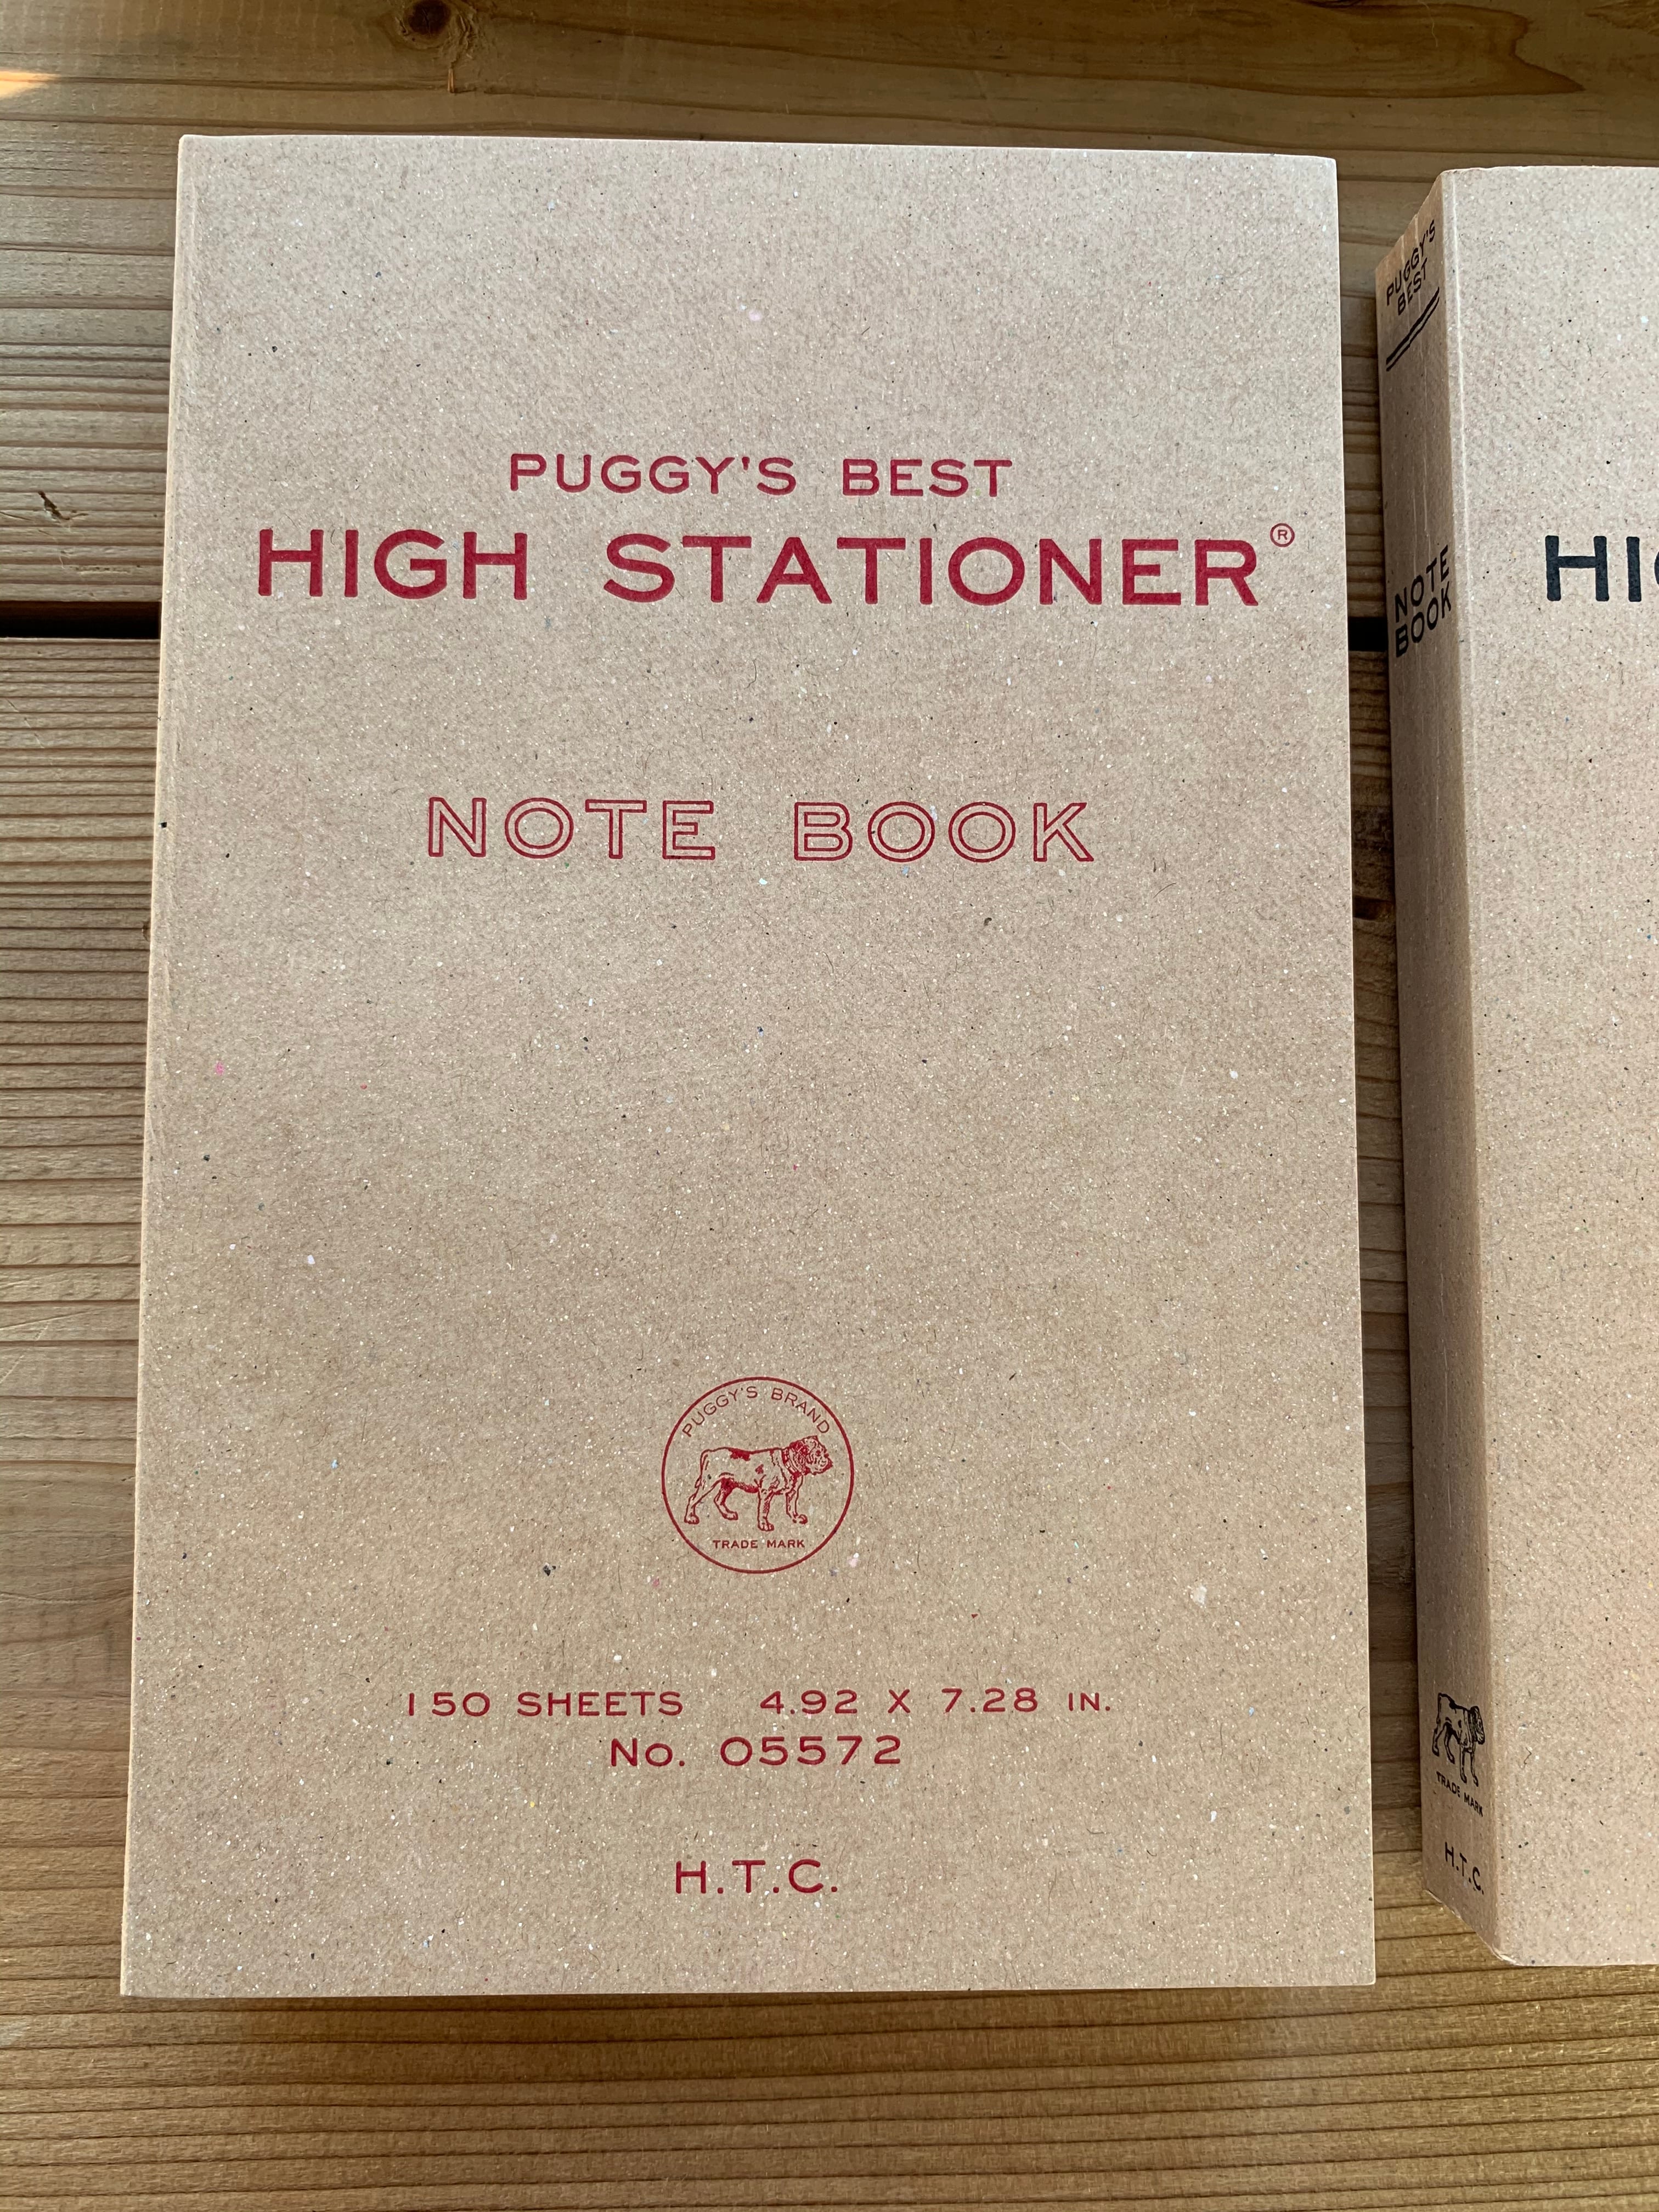 PUGGY'S BEST
HIGH STATIONER®
NOTE BOOK
PUGGY'S BRAND
TRADE MARK
150 SHEETS 4.92 X 7.28 IN.
No. 05572
H.T.C.
PUGGY'S
BEST
NOTE
BOOK
TRADE MARK
H.T.C.
HI